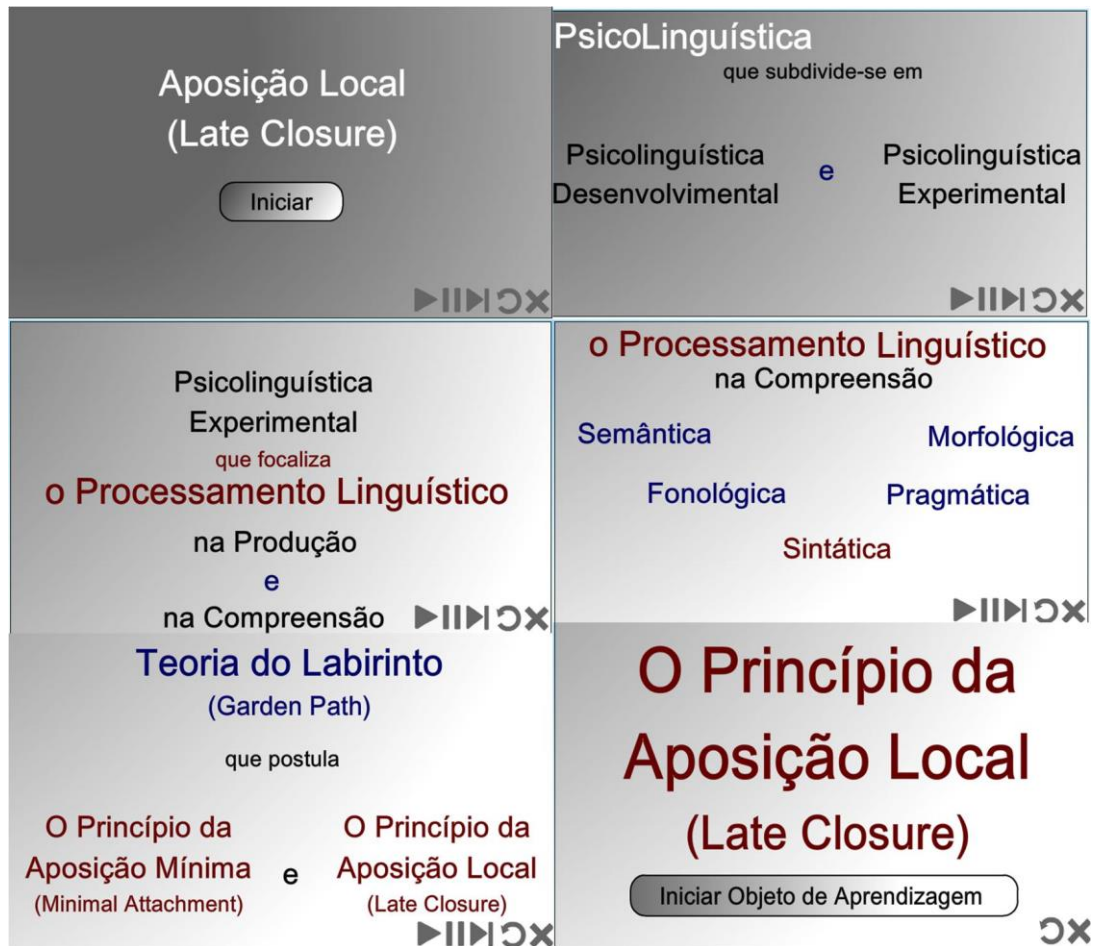 Aposição Local
(Late Closure)
Iniciar
PsicoLinguística
que subdivide-se em
Psicolinguística
Desenvolvimental
e
Psicolinguística
Experimental
Psicolinguística
Experimental
que focaliza
o Processamento Linguístico
na Produção
e
na Compreensão
o Processamento Linguístico
na Compreensão
Semântica
Morfológica
Fonológica
Pragmática
Sintática
Teoria do Labirinto
(Garden Path)
que postula
O Princípio da
Aposição Mínima
(Minimal Attachment)
e
O Princípio da
Aposição Local
(Late Closure)
O Princípio da
Aposição Local
(Late Closure)
Iniciar Objeto de Aprendizagem